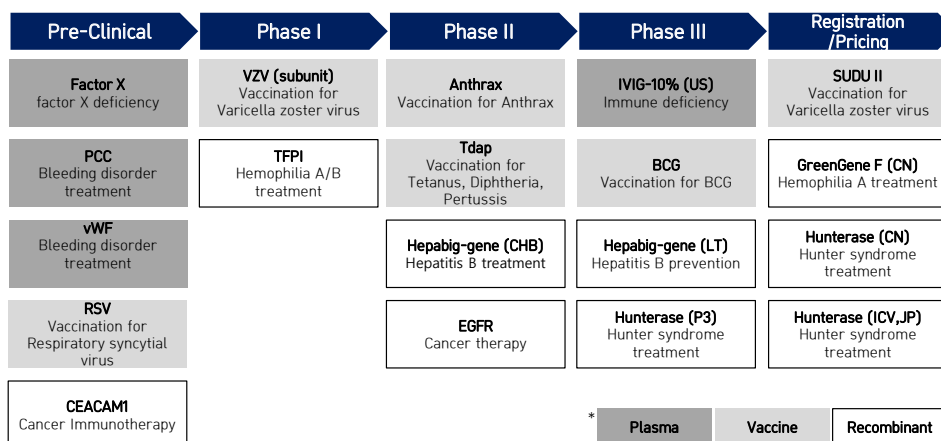 Pre-Clinical
Phase I
Phase II
Phase III
Registration
/Pricing
Factor X
factor X deficiency
VZV (subunit)
Vaccination for
Varicella zoster virus
Anthrax
Vaccination for Anthrax
IVIG-10% (US)
Immune deficiency
SUDU II
Vaccination for
Varicella zoster virus
PCC
Bleeding disorder
treatment
TFPI
Hemophilia A/B
treatment
Tdap
Vaccination for
Tetanus, Diphtheria,
Pertussis
BCG
Vaccination for BCG
GreenGene F (CN)
Hemophilia A treatment
vWF
Bleeding disorder
treatment
Hepabig-gene (CHB)
Hepatitis B treatment
Hepabig-gene (LT)
Hepatitis B prevention
Hunterase (CN)
Hunter syndrome
treatment
RSV
Vaccination for
Respiratory syncytial
virus
EGFR
Cancer therapy
Hunterase (P3)
Hunter syndrome
treatment
Hunterase (ICV,JP)
Hunter syndrome
treatment
CEACAM1
Cancer Immunotherapy
* Plasma
Vaccine
Recombinant